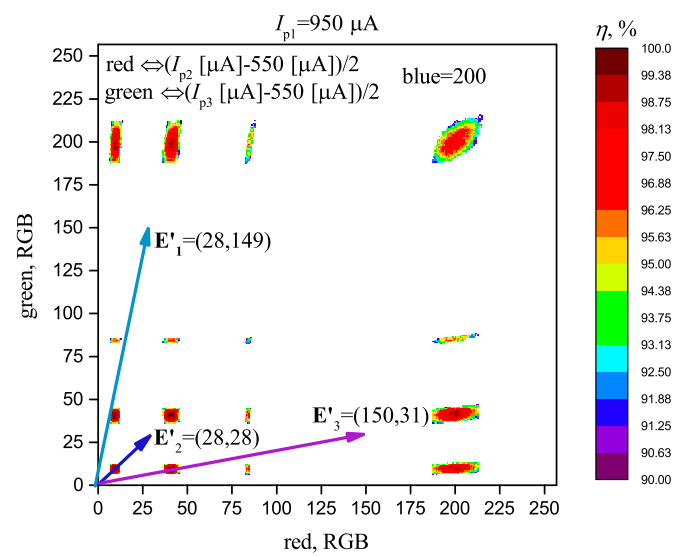 I_p1=950 μA
η, %
red ⇔(I_p2 [μA]-550 [μA])/2
green ⇔(I_p3 [μA]-550 [μA])/2
blue=200
E'_1=(28,149)
E'_2=(28,28)
E'_3=(150,31)
green, RGB
250
225
200
175
150
125
100
75
50
25
0
0 25 50 75 100 125 150 175 200 225 250
red, RGB
100.0
99.38
98.75
98.13
97.50
96.88
96.25
95.63
95.00
94.38
93.75
93.13
92.50
91.88
91.25
90.63
90.00